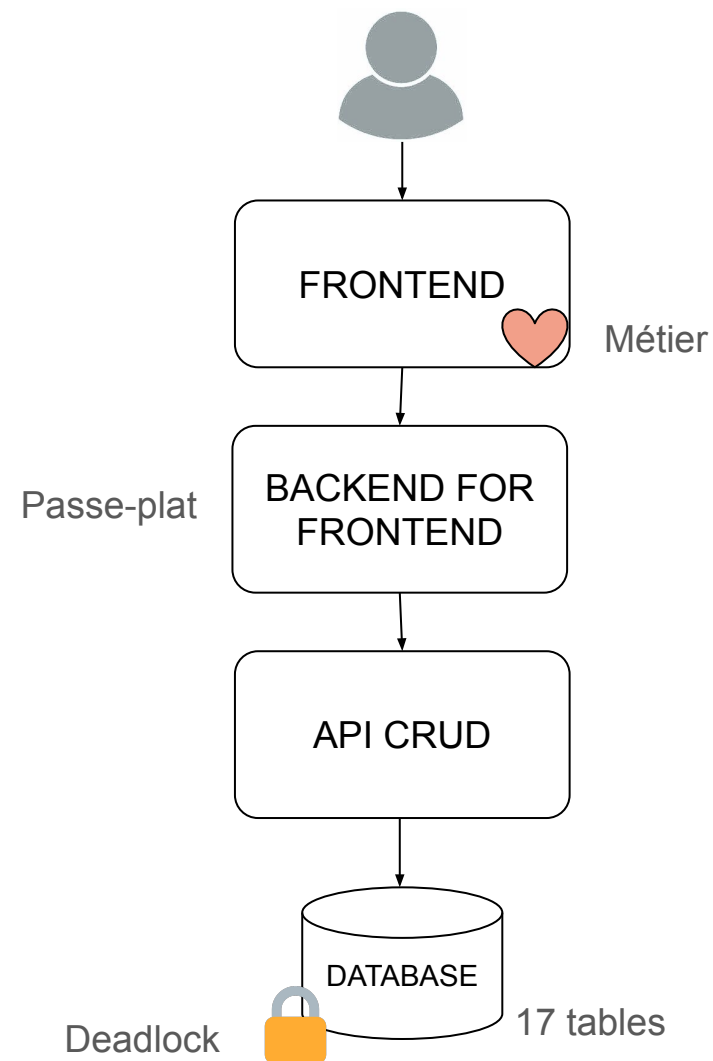 FRONTEND
Métier
Passe-plat
BACKEND FOR
FRONTEND
API CRUD
DATABASE
17 tables
Deadlock